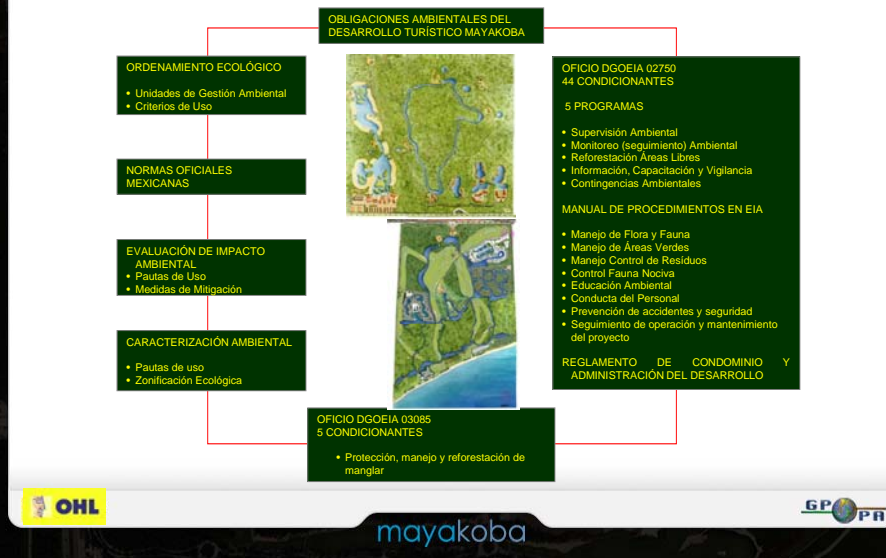 OBLIGACIONES AMBIENTALES DEL
DESARROLLO TURÍSTICO MAYAKOBA
ORDENAMIENTO ECOLÓGICO
• Unidades de Gestión Ambiental
• Criterios de Uso
NORMAS OFICIALES
MEXICANAS
EVALUACIÓN DE IMPACTO
AMBIENTAL
• Pautas de Uso
• Medidas de Mitigación
CARACTERIZACIÓN AMBIENTAL
• Pautas de uso
• Zonificación Ecológica
OFICIO DGOEIA 02750
44 CONDICIONANTES
5 PROGRAMAS
• Supervisión Ambiental
• Monitoreo (seguimiento) Ambiental
• Reforestación Áreas Libres
• Información, Capacitación y Vigilancia
• Contingencias Ambientales
MANUAL DE PROCEDIMIENTOS EN EIA
• Manejo de Flora y Fauna
• Manejo de Áreas Verdes
• Manejo Control de Resíduos
• Control Fauna Nociva
• Educación Ambiental
• Conducta del Personal
• Prevención de accidentes y seguridad
• Seguimiento de operación y mantenimiento
del proyecto
REGLAMENTO DE CONDOMINIO Y
ADMINISTRACIÓN DEL DESARROLLO
OFICIO DGOEIA 03085
5 CONDICIONANTES
• Protección, manejo y reforestación de
manglar
OHL
mayakoba
GP PA